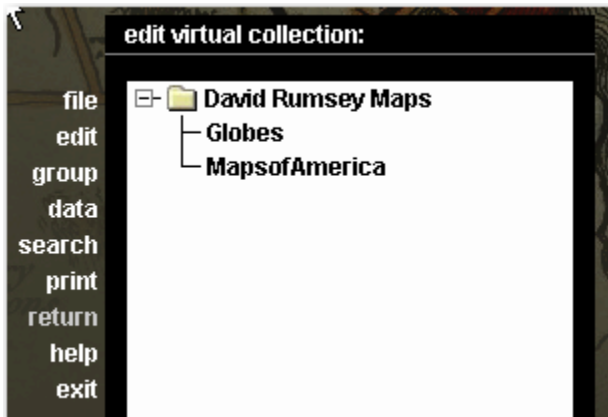 edit virtual collection:
David Rumsey Maps
Globes
MapsofAmerica
file
edit
group
data
search
print
return
help
exit